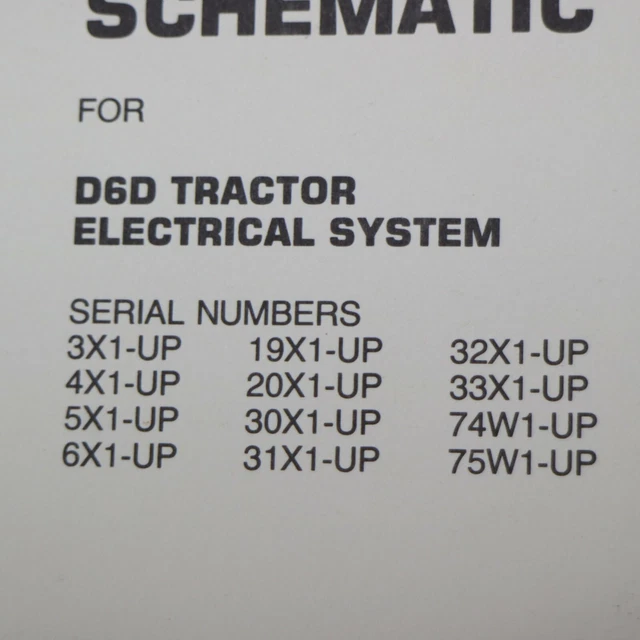 SCHEMATIC
FOR
D6D TRACTOR
ELECTRICAL SYSTEM
SERIAL NUMBERS
3X1-UP 19X1-UP 32X1-UP
4X1-UP 20X1-UP 33X1-UP
5X1-UP 30X1-UP 74W1-UP
6X1-UP 31X1-UP 75W1-UP